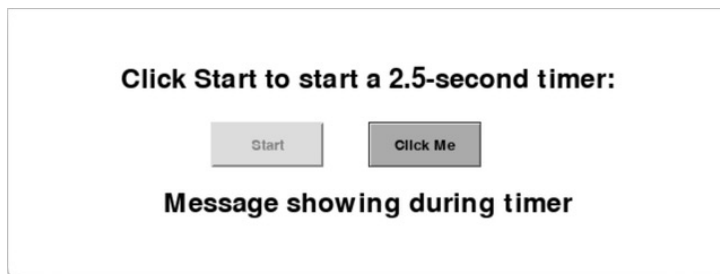 Click Start to start a 2.5-second timer:
Start
Click Me
Message showing during timer